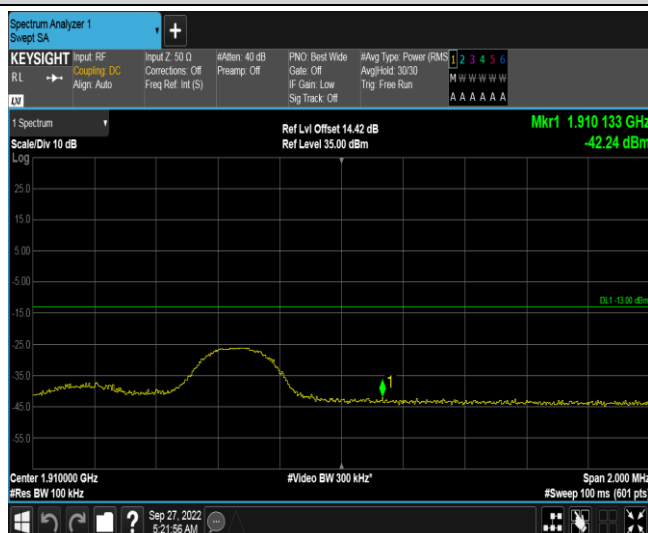 Spectrum Analyzer 1
Swept SA
+
KEYSIGHT
RL
Input: RF
Coupling: DC
Align: Auto
Input Z: 50 Ω
Corrections: Off
Freq Ref: Int (S)
#Atten: 40 dB
Preamp: Off
PNO: Best Wide
Gate: Off
IF Gain: Low
Sig Track: Off
#Avg Type: Power (RMS
Avg|Hold: 30/30
Trig: Free Run
1 2 3 4 5 6
M W W W W W
A A A A A A
LXI
1 Spectrum
Scale/Div 10 dB
Ref Lvl Offset 14.42 dB
Ref Level 35.00 dBm
Mkr1 1.910 133 GHz
-42.24 dBm
Log
25.0
15.0
5.00
-5.00
DL1 -13.00 dBm
-15.0
-25.0
-35.0
1
-45.0
-55.0
Center 1.910000 GHz
#Video BW 300 kHz*
Span 2.000 MHz
#Res BW 100 kHz
#Sweep 100 ms (601 pts)
?
Sep 27, 2022
5:21:56 AM